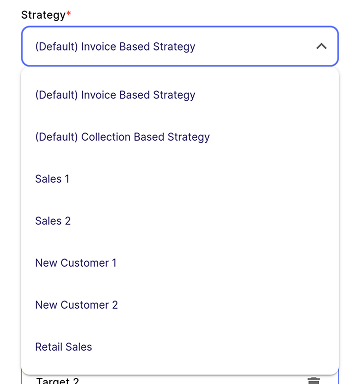 Strategy*
(Default) Invoice Based Strategy
(Default) Invoice Based Strategy
(Default) Collection Based Strategy
Sales 1
Sales 2
New Customer 1
New Customer 2
Retail Sales
Target 2